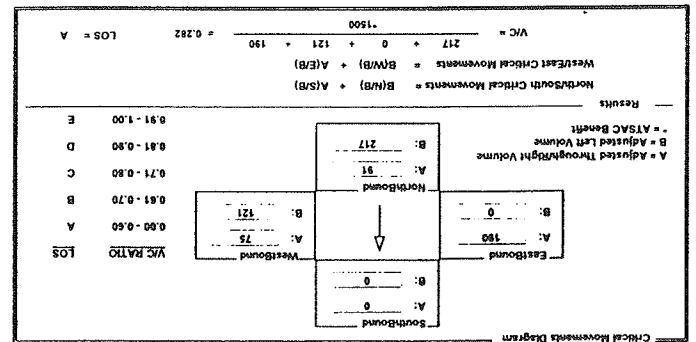 Critical Movements Diagram
SouthBound
A: 0
B: 0
EastBound
A: 190
B: 0
WestBound
A: 75
B: 121
NorthBound
A: 91
B: 217
V/C RATIO LOS
0.00 - 0.60 A
0.61 - 0.70 B
0.71 - 0.80 C
0.81 - 0.90 D
0.91 - 1.00 E
A = Adjusted Through/Right Volume
B = Adjusted Left Volume
* = ATSAC Benefit
Results
North/South Critical Movements = B(N/B) + A(S/B)
West/East Critical Movements = B(W/B) + A(E/B)
217 + 0 + 121 + 190
V/C = = 0.282 LOS = A
*1500